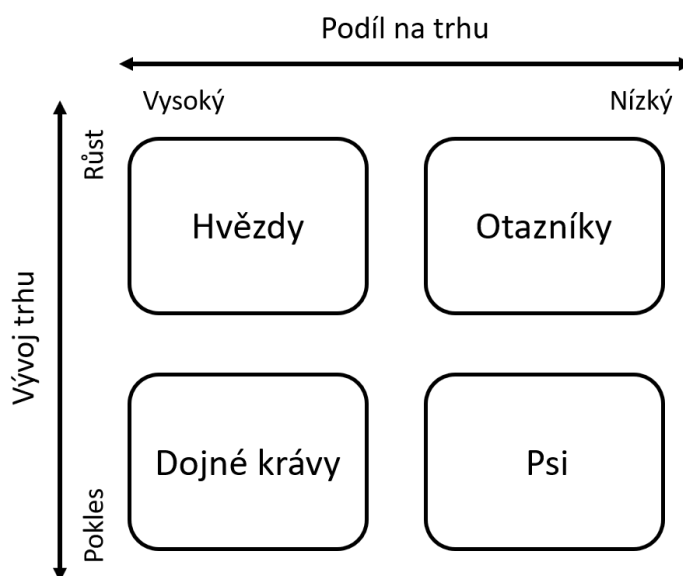 Podíl na trhu
Vysoký
Nízký
Vývoj trhu
Růst
Hvězdy
Otazníky
Pokles
Dojné krávy
Psi